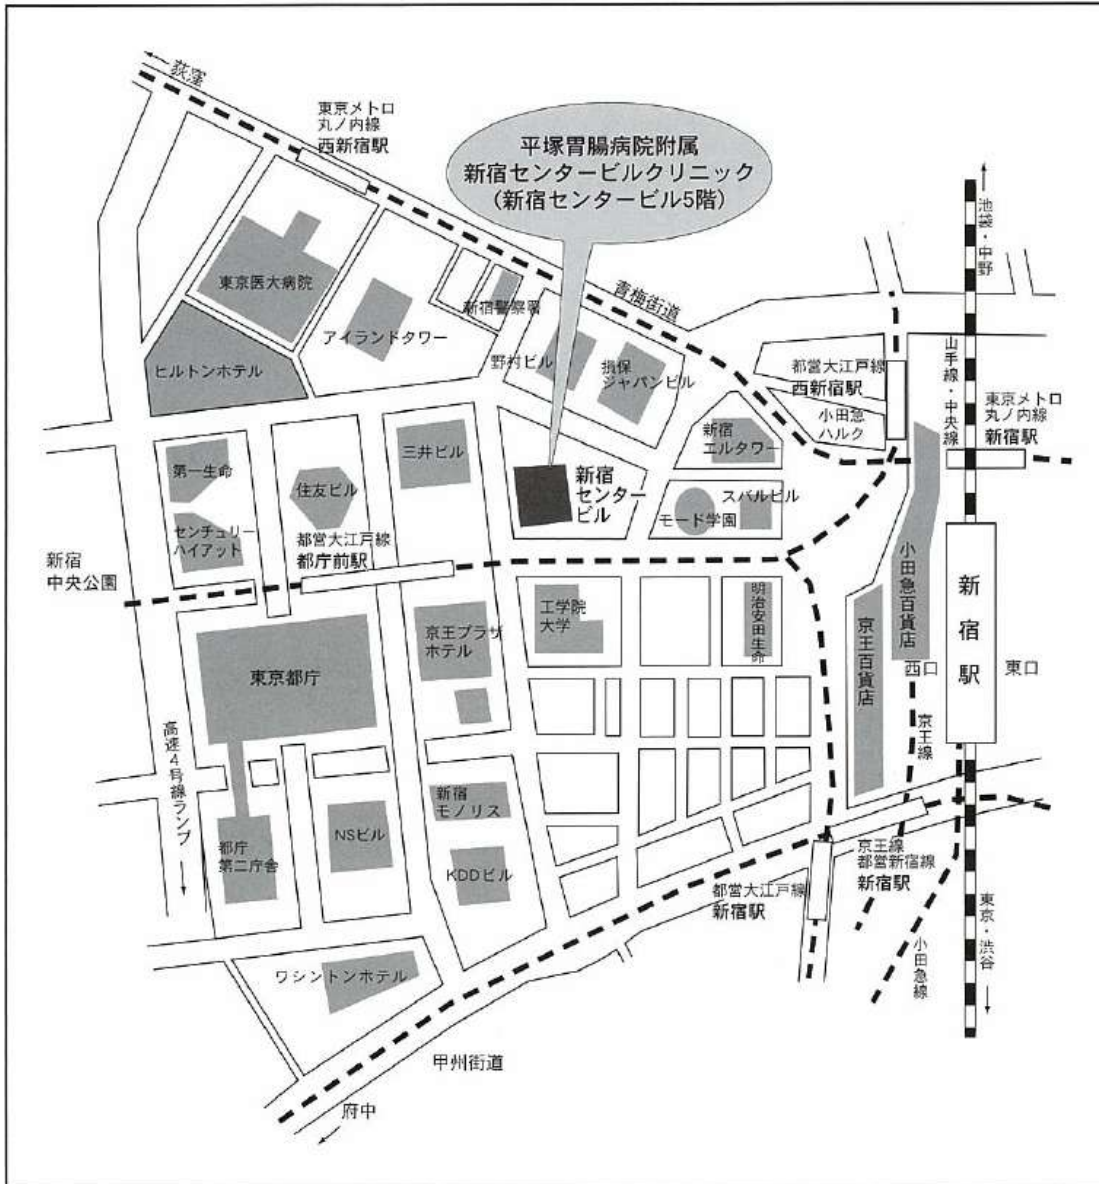 荻窪
東京メトロ
丸ノ内線
西新宿駅
平塚胃腸病院附属
新宿センタービルクリニック
(新宿センタービル5階)
池袋・中野
東京医大病院
新宿警察署
青梅街道
アイランドタワー
ヒルトンホテル
野村ビル
損保
ジャパンビル
都営大江戸線
西新宿駅
山手線・中央線
東京メトロ
丸ノ内線
新宿駅
小田急
ハルク
新宿
エルタワー
三井ビル
第一生命
住友ビル
新宿
センター
ビル
スバルビル
モード学園
センチュリー
ハイアット
都営大江戸線
都庁前駅
新宿
中央公園
小田急百貨店
新宿駅
工学院
大学
明治安田生命
京王プラザ
ホテル
京王百貨店
西口
東口
東京都庁
京王線
高速4号線ランプ
新宿
モノリス
NSビル
都庁
第二庁舎
KDDビル
京王線
都営新宿線
新宿駅
都営大江戸線
新宿駅
東京・渋谷
小田急線
ワシントンホテル
甲州街道
府中